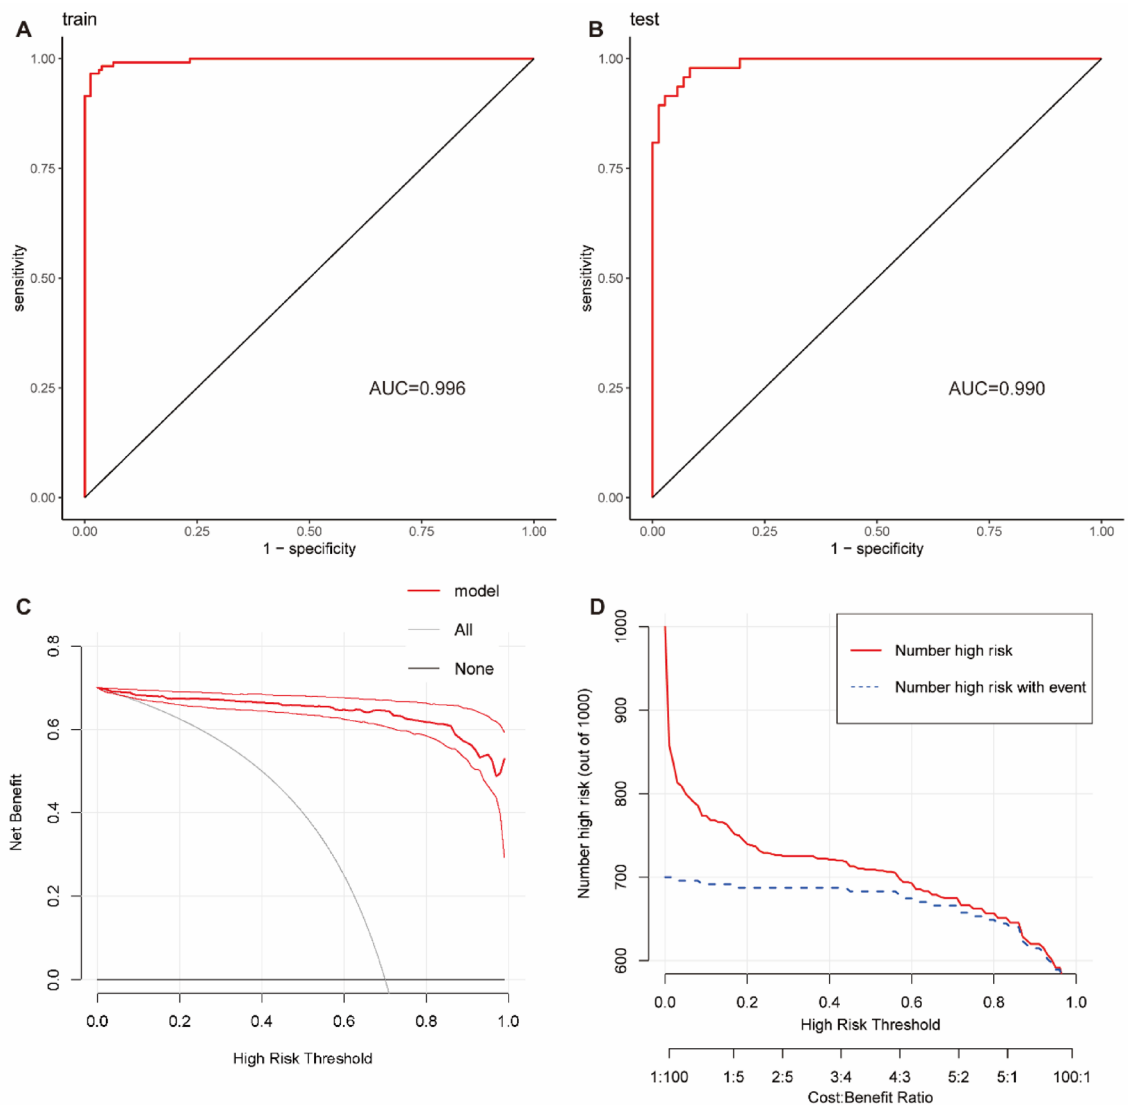 A
train
1.00
0.75
0.50
0.25
0.00
sensitivity
AUC=0.996
0.00 0.25 0.50 0.75 1.00
1 − specificity
B
test
1.00
0.75
0.50
0.25
0.00
sensitivity
AUC=0.990
0.00 0.25 0.50 0.75 1.00
1 − specificity
C
model
All
None
0.8
0.6
0.4
0.2
0.0
Net Benefit
0.0 0.2 0.4 0.6 0.8 1.0
High Risk Threshold
D
Number high risk
Number high risk with event
1000
900
800
700
600
Number high risk (out of 1000)
0.0 0.2 0.4 0.6 0.8 1.0
High Risk Threshold
1:100 1:5 2:5 3:4 4:3 5:2 5:1 100:1
Cost:Benefit Ratio